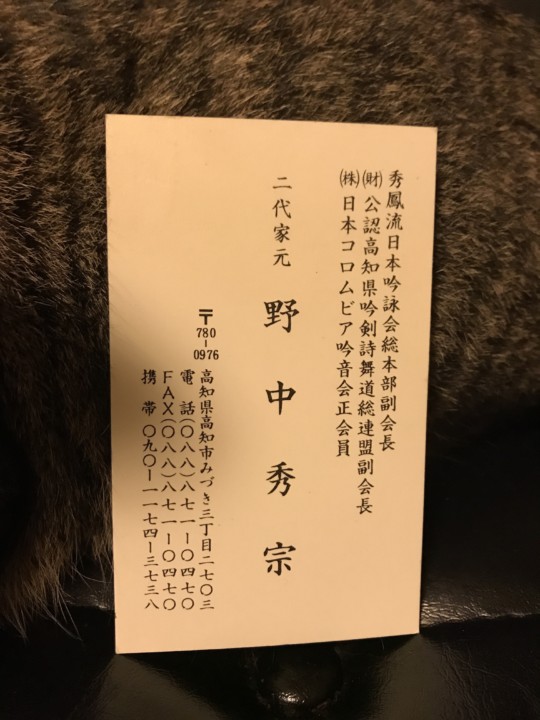 秀鳳流日本吟詠会総本部副会長
㈶公認高知県吟剣詩舞道総連盟副会長
㈱日本コロムビア吟音会正会員
二代家元 野中秀宗
〒780-0976
高知県高知市みづき三丁目二七〇三
電話(〇八八)八七一ー〇四七〇
FAX(〇八八)八七一ー〇四七〇
携帯 〇九〇ー一一七四ー三七三八